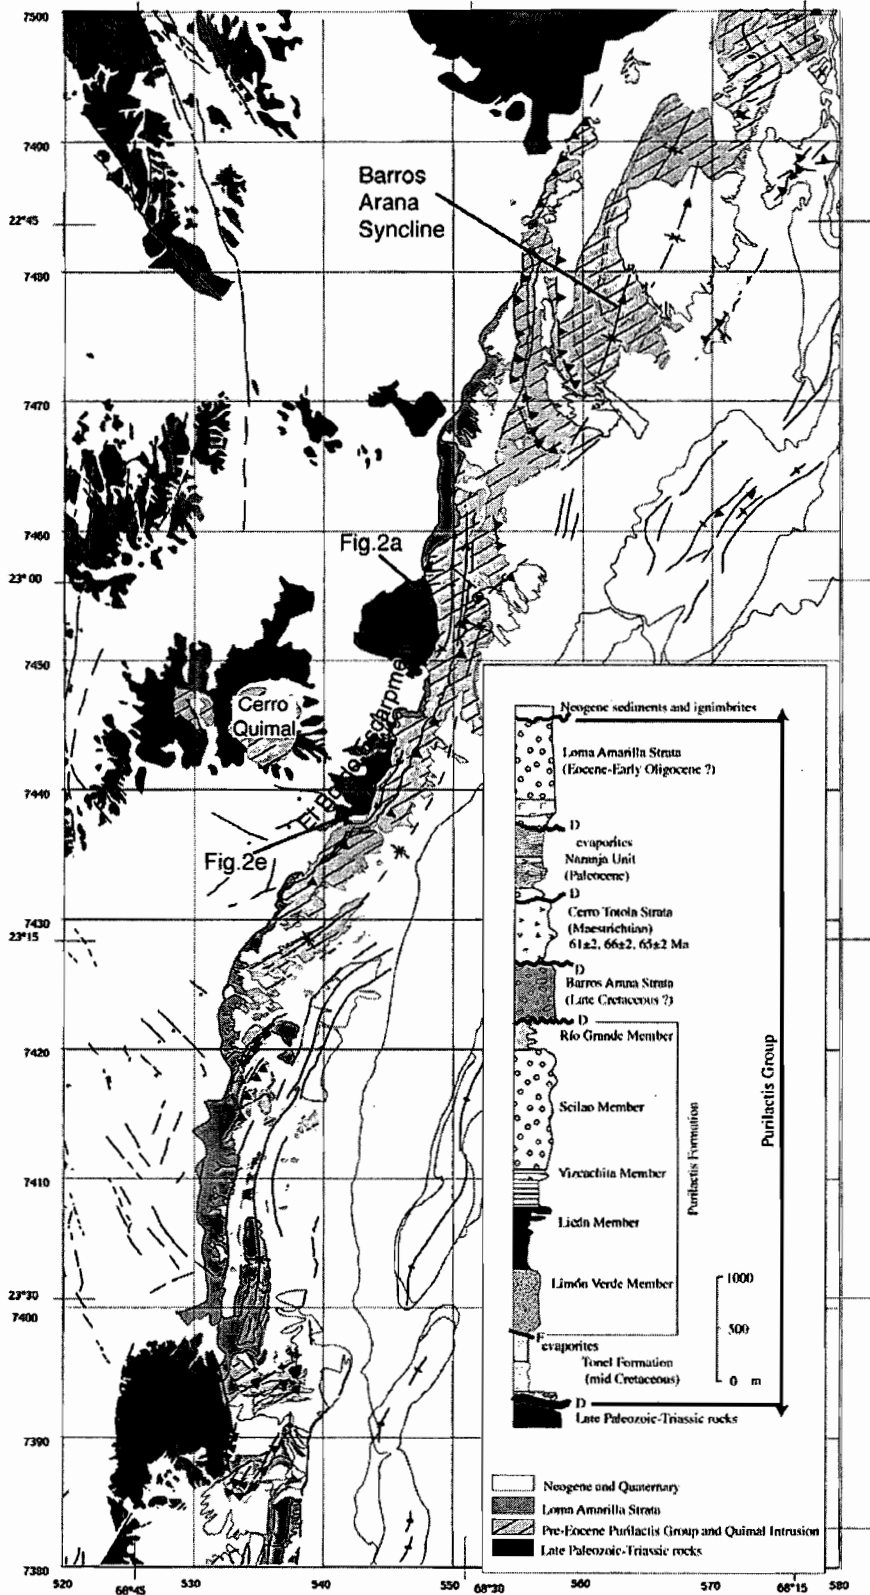 7500
7490
22°45
7480
7470
7460
23°00
7450
7440
7430
23°15
7420
7410
23°30
7400
7390
7380
520
68°45
530
540
550
68°30
560
570
68°15
580
Barros
Arana
Syncline
Fig.2a
Cerro
Quimal
El Bordo Escarpment
Fig.2e
Neogene sediments and ignimbrites
Loma Amarilla Strata
(Eocene-Early Oligocene ?)
D
evaporites
Naranja Unit
(Paleocene)
D
Cerro Totola Strata
(Maestrichtian)
61±2, 66±2, 65±2 Ma
D
Barros Arana Strata
(Late Cretaceous ?)
D
Río Grande Member
Seilao Member
Vizcachita Member
Licán Member
Limón Verde Member
F
evaporites
Tonel Formation
(mid Cretaceous)
D
Late Paleozoic-Triassic rocks
Purilactis Formation
Purilactis Group
1000
500
0 m
Neogene and Quaternary
Loma Amarilla Strata
Pre-Eocene Purilactis Group and Quimal Intrusion
Late Paleozoic-Triassic rocks